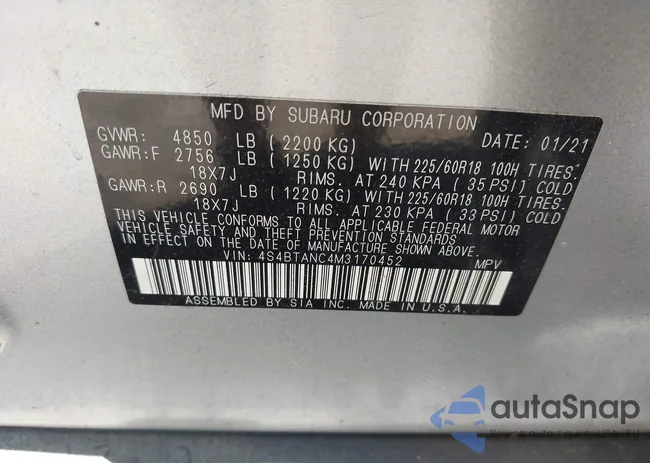 MFD BY SUBARU CORPORATION
GVWR: 4850 LB (2200 KG) DATE: 01/21
GAWR:F 2756 LB (1250 KG) WITH 225/60R18 100H TIRES.
18X7J RIMS. AT 240 KPA (35 PSI) COLD
GAWR:R 2690 LB (1220 KG) WITH 225/60R18 100H TIRES.
18X7J RIMS. AT 230 KPA (33 PSI) COLD
THIS VEHICLE CONFORMS TO ALL APPLICABLE FEDERAL MOTOR
VEHICLE SAFETY AND THEFT PREVENTION STANDARDS
IN EFFECT ON THE DATE OF MANUFACTURE SHOWN ABOVE.
VIN: 4S4BTANC4M3170452 MPV
ASSEMBLED BY SIA INC. MADE IN U.S.A.
autaSnap